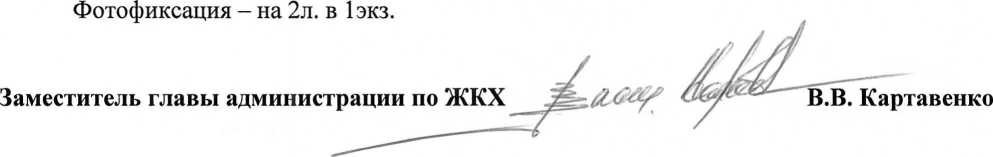 Фотофиксация – на 2л. в 1экз.
Заместитель главы администрации по ЖКХ В.В. Картавенко